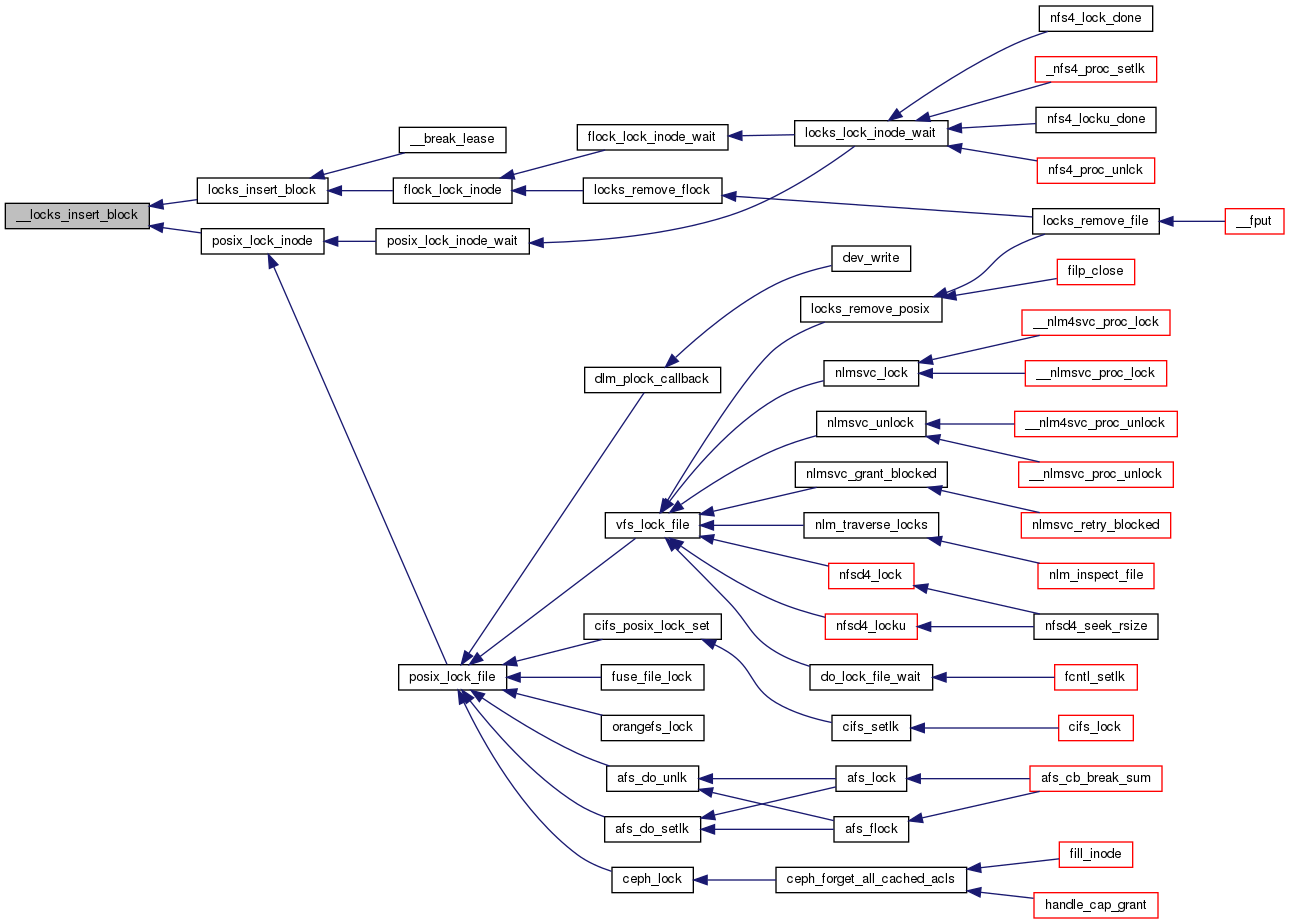 nfs4_lock_done
_nfs4_proc_setlk
nfs4_locku_done
__break_lease
flock_lock_inode_wait
locks_lock_inode_wait
nfs4_proc_unlck
locks_insert_block
flock_lock_inode
locks_remove_flock
__locks_insert_block
locks_remove_file
__fput
posix_lock_inode
posix_lock_inode_wait
dev_write
filp_close
locks_remove_posix
__nlm4svc_proc_lock
dlm_plock_callback
nlmsvc_lock
__nlmsvc_proc_lock
nlmsvc_unlock
__nlm4svc_proc_unlock
nlmsvc_grant_blocked
__nlmsvc_proc_unlock
vfs_lock_file
nlm_traverse_locks
nlmsvc_retry_blocked
nfsd4_lock
nlm_inspect_file
cifs_posix_lock_set
nfsd4_locku
nfsd4_seek_rsize
posix_lock_file
fuse_file_lock
do_lock_file_wait
fcntl_setlk
orangefs_lock
cifs_setlk
cifs_lock
afs_do_unlk
afs_lock
afs_cb_break_sum
afs_do_setlk
afs_flock
fill_inode
ceph_lock
ceph_forget_all_cached_acls
handle_cap_grant